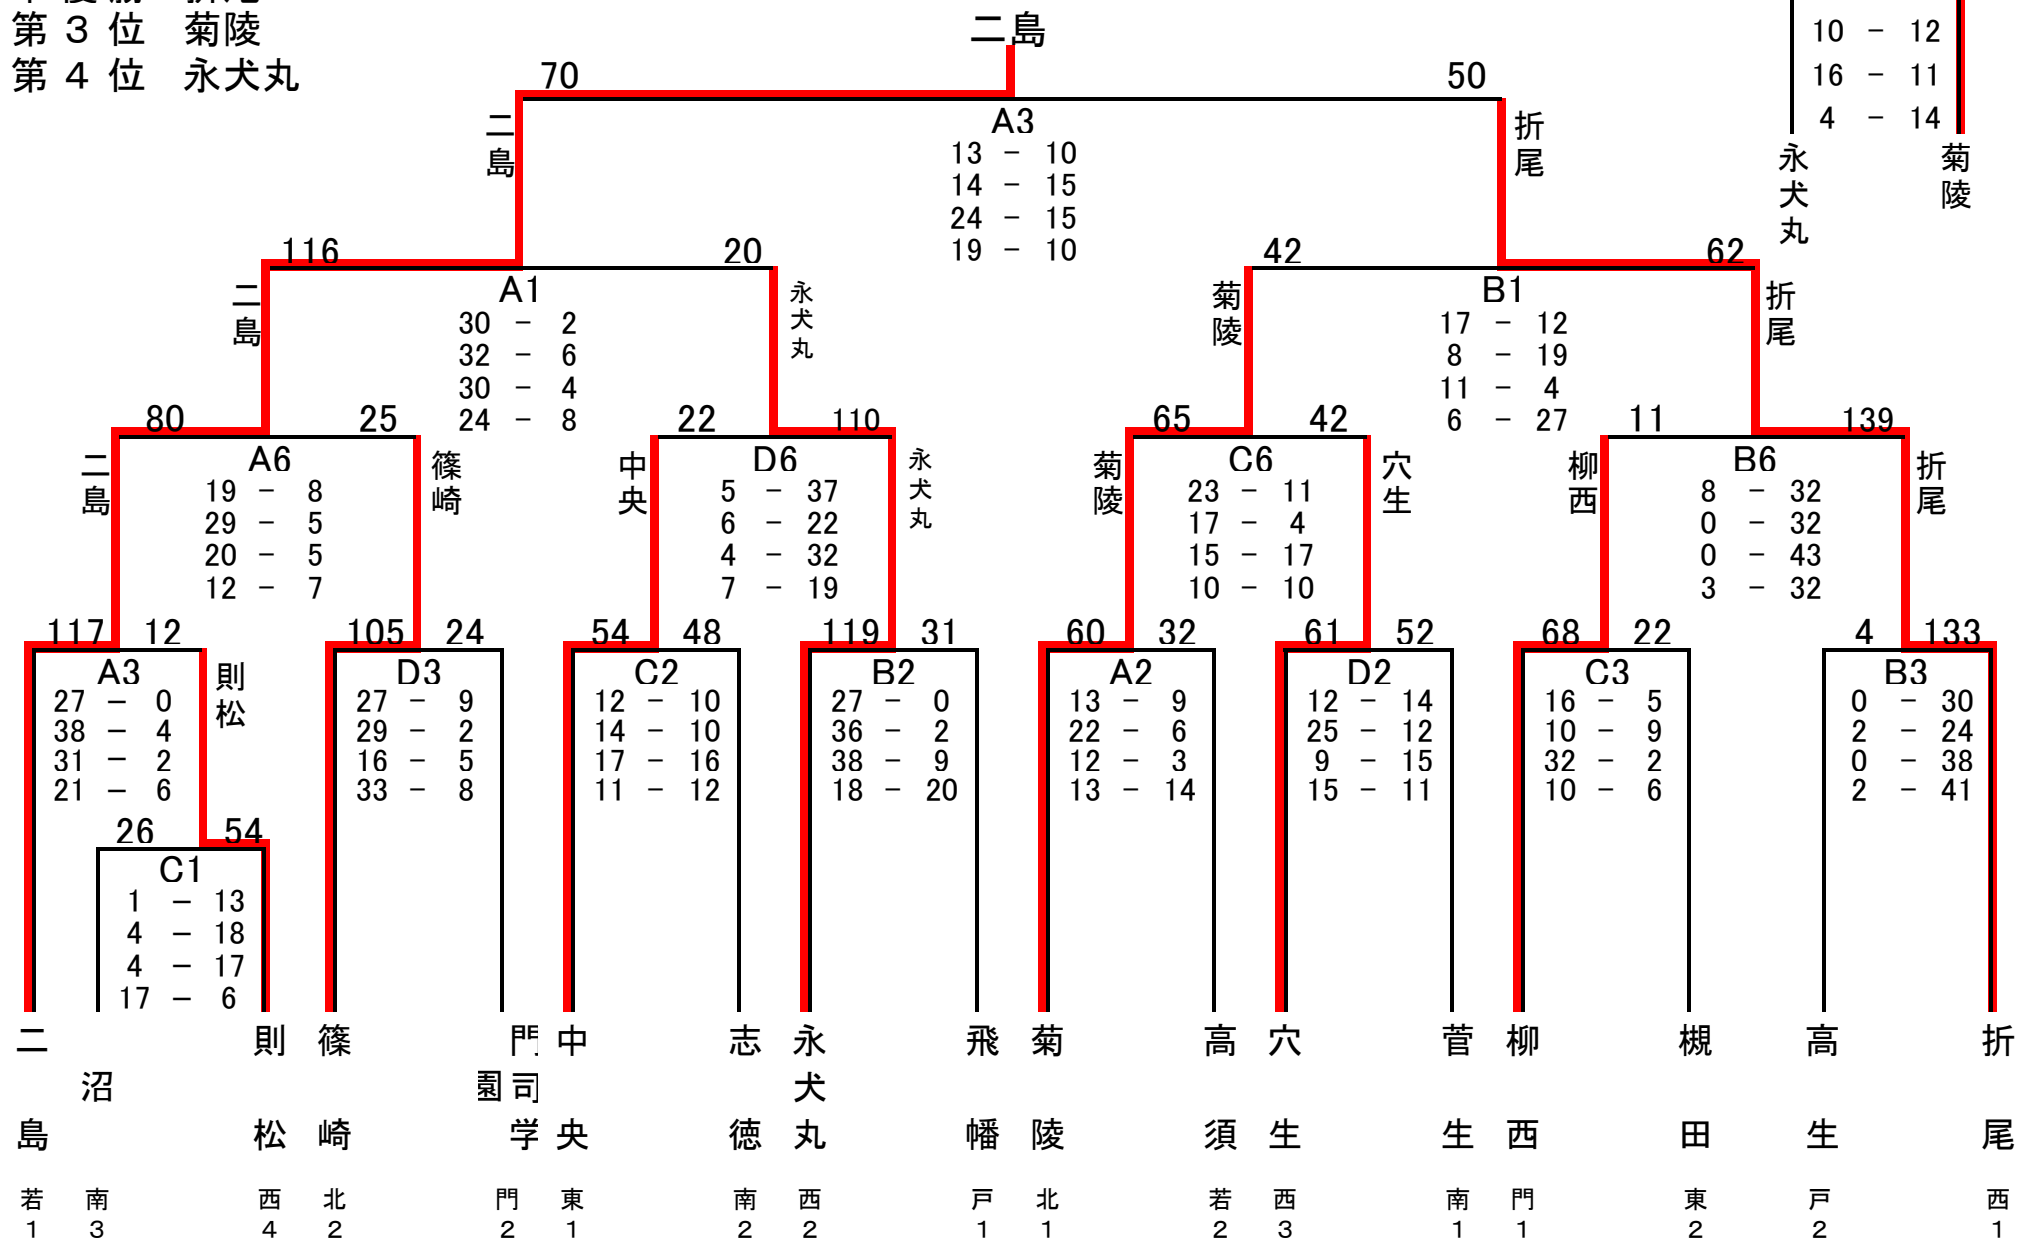 第 3 位 菊陵
第 4 位 永犬丸
二島
10 − 12
16 − 11
4 − 14
永犬丸
菊陵
70
50
二島
折尾
A3
13 − 10
14 − 15
24 − 15
19 − 10
116
20
42
62
二島
永犬丸
菊陵
折尾
A1
30 − 2
32 − 6
30 − 4
24 − 8
B1
17 − 12
8 − 19
11 − 4
6 − 27
80
25
22
110
65
42
11
139
二島
篠崎
中央
永犬丸
菊陵
穴生
柳西
折尾
A6
19 − 8
29 − 5
20 − 5
12 − 7
D6
5 − 37
6 − 22
4 − 32
7 − 19
C6
23 − 11
17 − 4
15 − 17
10 − 10
B6
8 − 32
0 − 32
0 − 43
3 − 32
117 12
105 24
54 48
119 31
60 32
61 52
68 22
4 133
A3
27 − 0
38 − 4
31 − 2
21 − 6
則松
D3
27 − 9
29 − 2
16 − 5
33 − 8
C2
12 − 10
14 − 10
17 − 16
11 − 12
B2
27 − 0
36 − 2
38 − 9
18 − 20
A2
13 − 9
22 − 6
12 − 3
13 − 14
D2
12 − 14
25 − 12
9 − 15
15 − 11
C3
16 − 5
10 − 9
32 − 2
10 − 6
B3
0 − 30
2 − 24
0 − 38
2 − 41
26 54
C1
1 − 13
4 − 18
4 − 17
17 − 6
二島
沼
則松
篠崎
門司学園
中央
志徳
永犬丸
飛幡
菊陵
高須
穴生
菅生
柳西
槻田
高生
折尾
若1
南3
西4
北2
門2
東1
南2
西2
戸1
北1
若2
西3
南1
門1
東2
戸2
西1